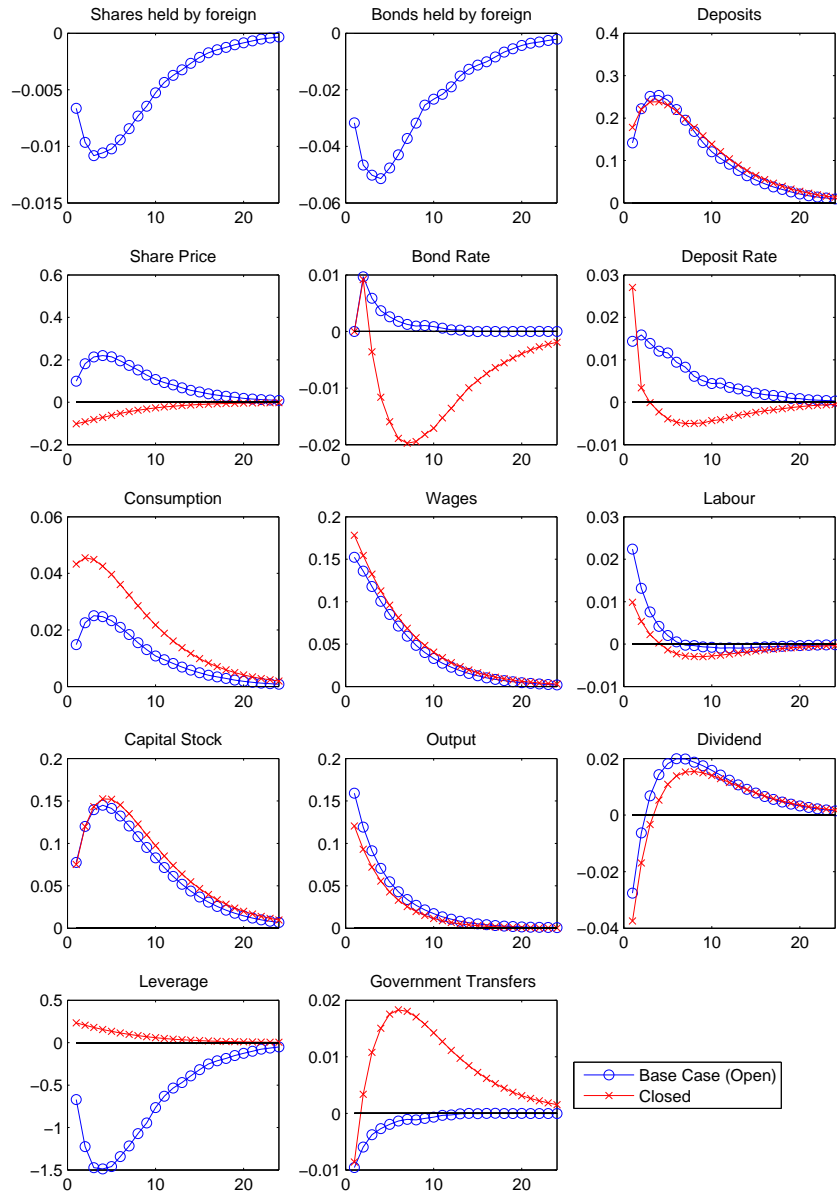 Shares held by foreign
0
−0.005
−0.01
−0.015
0 10 20
Bonds held by foreign
0
−0.02
−0.04
−0.06
0 10 20
Deposits
0.4
0.3
0.2
0.1
0
0 10 20
Share Price
0.6
0.4
0.2
0
−0.2
0 10 20
Bond Rate
0.01
0
−0.01
−0.02
0 10 20
Deposit Rate
0.03
0.02
0.01
0
−0.01
0 10 20
Consumption
0.06
0.04
0.02
0
0 10 20
Wages
0.2
0.15
0.1
0.05
0
0 10 20
Labour
0.03
0.02
0.01
0
−0.01
0 10 20
Capital Stock
0.2
0.15
0.1
0.05
0
0 10 20
Output
0.2
0.15
0.1
0.05
0
0 10 20
Dividend
0.02
0
−0.02
−0.04
0 10 20
Leverage
0.5
0
−0.5
−1
−1.5
0 10 20
Government Transfers
0.02
0.01
0
−0.01
0 10 20
Base Case (Open)
Closed